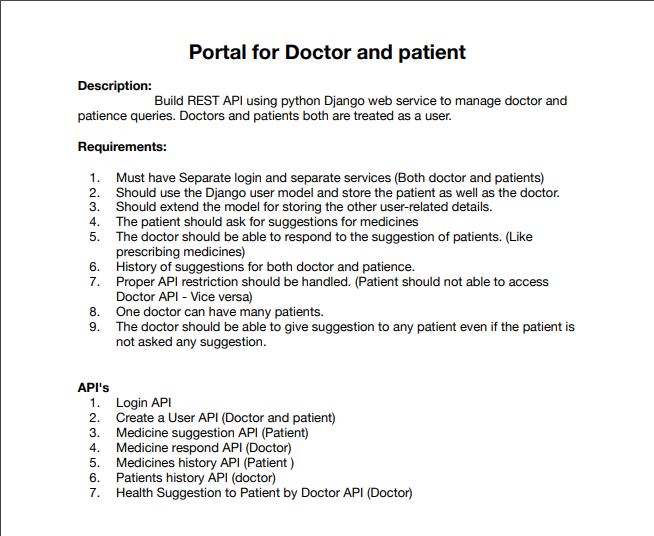 Portal for Doctor and patient
Description:
Build REST API using python Django web service to manage doctor and
patience queries. Doctors and patients both are treated as a user.
Requirements:
1. Must have Separate login and separate services (Both doctor and patients)
2. Should use the Django user model and store the patient as well as the doctor.
3. Should extend the model for storing the other user-related details.
4. The patient should ask for suggestions for medicines
5. The doctor should be able to respond to the suggestion of patients. (Like
prescribing medicines)
6. History of suggestions for both doctor and patience.
7. Proper API restriction should be handled. (Patient should not able to access
Doctor API - Vice versa)
8. One doctor can have many patients.
9. The doctor should be able to give suggestion to any patient even if the patient is
not asked any suggestion.
API's
1. Login API
2. Create a User API (Doctor and patient)
3. Medicine suggestion API (Patient)
4. Medicine respond API (Doctor)
5. Medicines history API (Patient )
6. Patients history API (doctor)
7. Health Suggestion to Patient by Doctor API (Doctor)